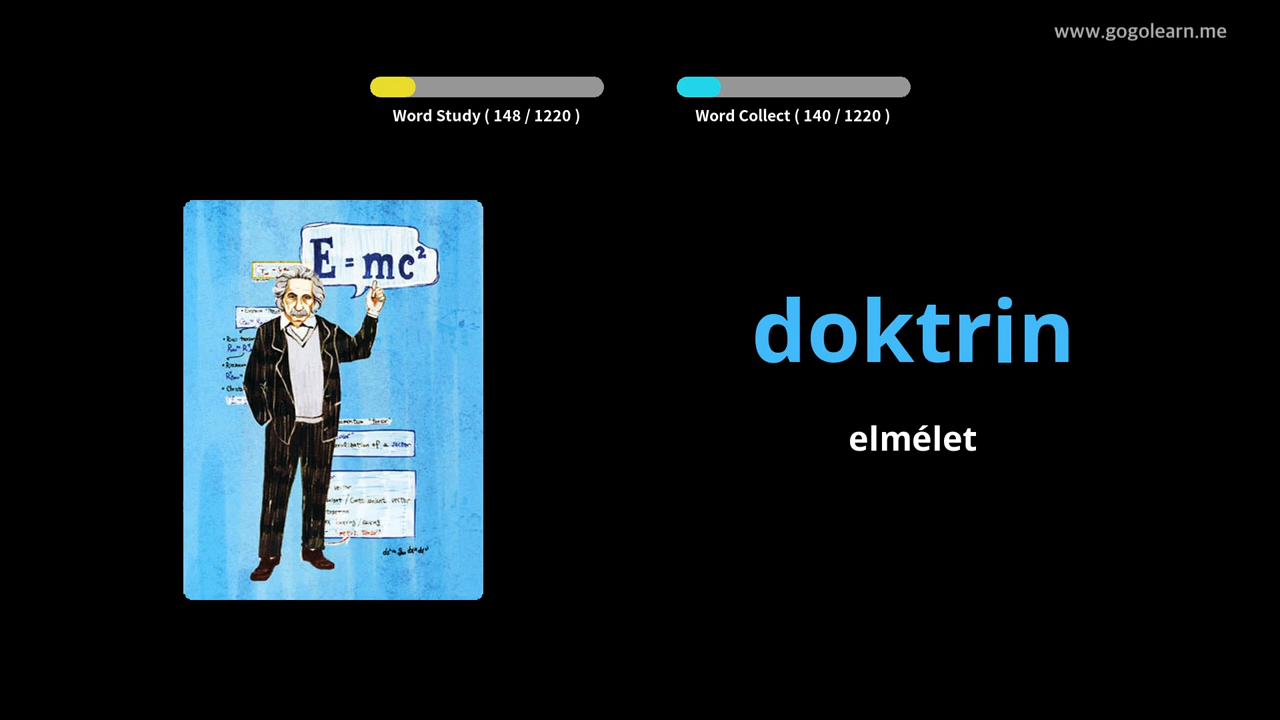 www.gogolearn.me
Word Study ( 148 / 1220 )
Word Collect ( 140 / 1220 )
E = mc²
doktrin
elmélet